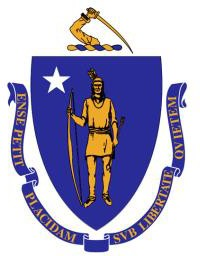 ENSE PETIT
PLACIDAM
SVB LIBERTATE
QVIETEM